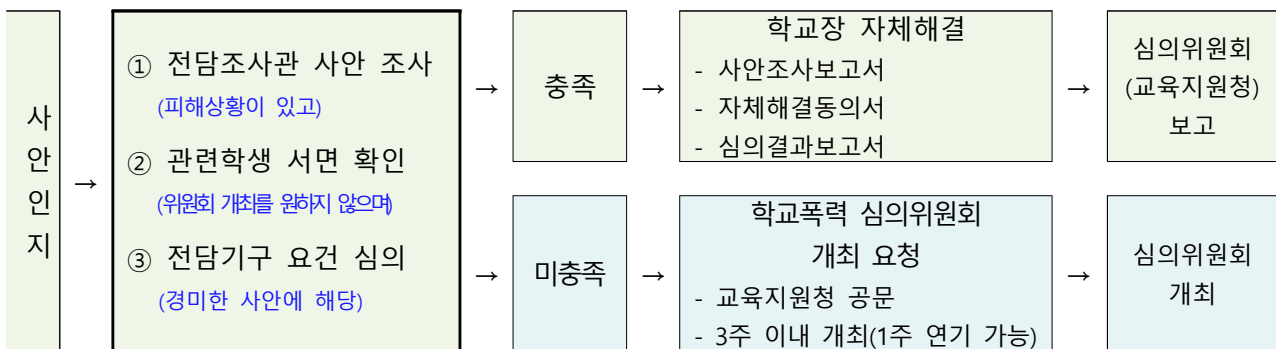 사
안
인
지
→
① 전담조사관 사안 조사
(피해상황이 있고)
② 관련학생 서면 확인
(위원회 개최를 원하지 않으며)
③ 전담기구 요건 심의
(경미한 사안에 해당)
→
충족
→
학교장 자체해결
- 사안조사보고서
- 자체해결동의서
- 심의결과보고서
→
심의위원회
(교육지원청)
보고
→
미충족
→
학교폭력 심의위원회
개최 요청
- 교육지원청 공문
- 3주 이내 개최(1주 연기 가능)
→
심의위원회
개최